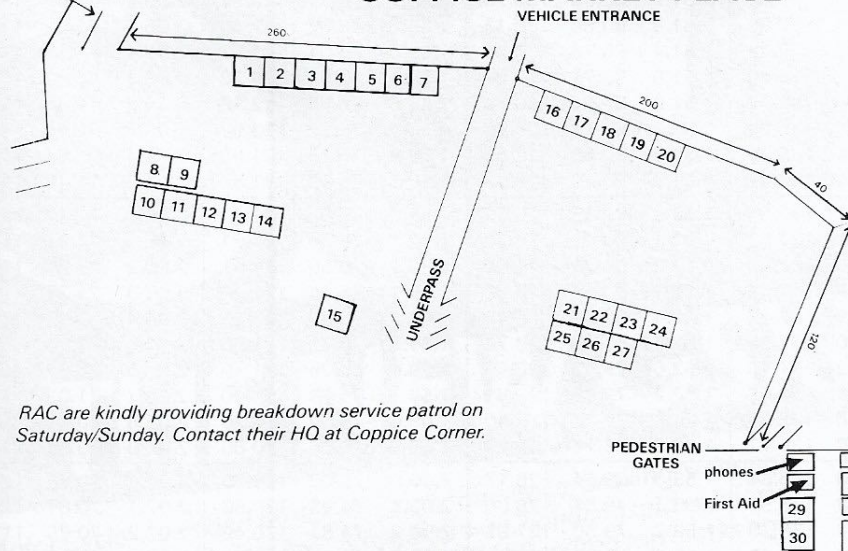 COPPICE MARKET PLACE
VEHICLE ENTRANCE
260
1 2 3 4 5 6 7
200
16 17 18 19 20
40
8 9
10 11 12 13 14
15
UNDERPASS
21 22 23 24
25 26 27
120
RAC are kindly providing breakdown service patrol on
Saturday/Sunday. Contact their HQ at Coppice Corner.
PEDESTRIAN
GATES
phones
First Aid
29
30